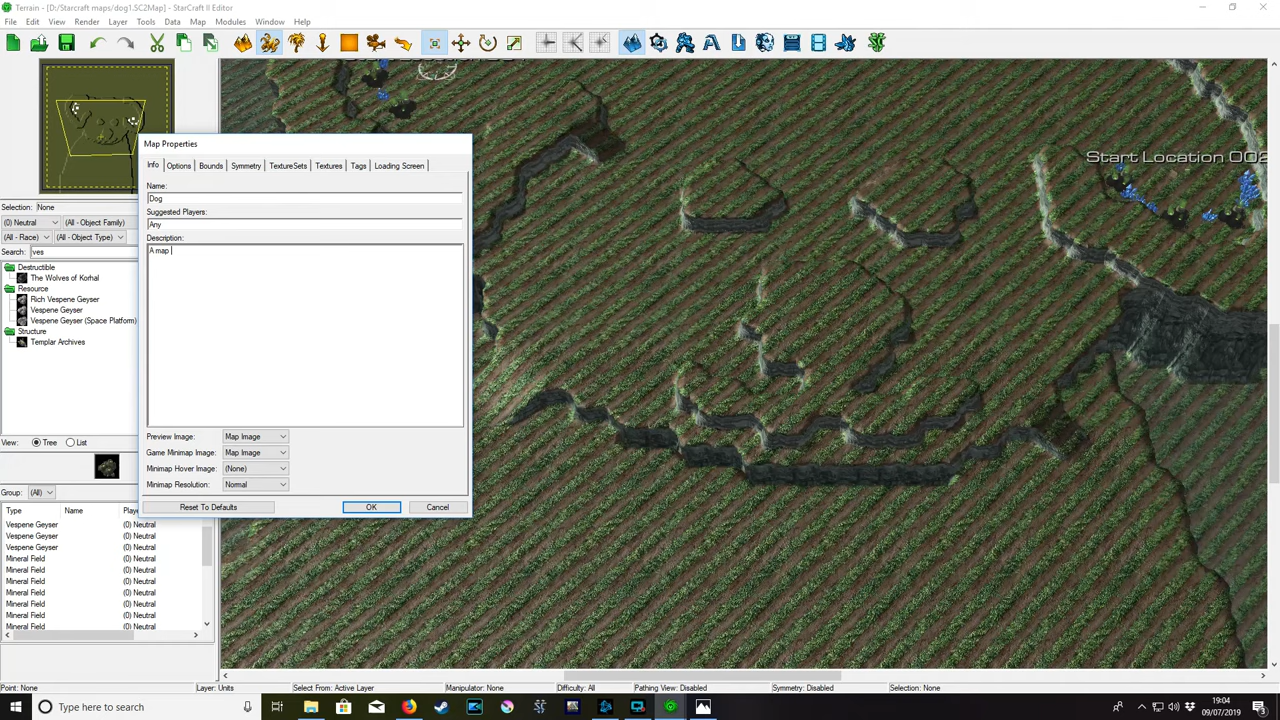 Terrain - [D:/Starcraft maps/dog1.SC2Map] - StarCraft II Editor
File Edit View Render Layer Tools Data Map Modules Window Help
Start Location 002
Selection: None
(0) Neutral (All - Object Family)
(All - Race) (All - Object Type)
Search: ves
Destructible
The Wolves of Korhal
Resource
Rich Vespene Geyser
Vespene Geyser
Vespene Geyser (Space Platform)
Structure
Templar Archives
View: Tree List
Group: (All)
Type Name Playe
Vespene Geyser (0) Neutral
Vespene Geyser (0) Neutral
Vespene Geyser (0) Neutral
Mineral Field (0) Neutral
Mineral Field (0) Neutral
Mineral Field (0) Neutral
Mineral Field (0) Neutral
Mineral Field (0) Neutral
Mineral Field (0) Neutral
Mineral Field (0) Neutral
Map Properties
Info Options Bounds Symmetry TextureSets Textures Tags Loading Screen
Name:
Dog
Suggested Players:
Any
Description:
A map
Preview Image: Map Image
Game Minimap Image: Map Image
Minimap Hover Image: (None)
Minimap Resolution: Normal
Reset To Defaults OK Cancel
Point: None Layer: Units Select From: Active Layer Manipulator: None Difficulty: All Pathing View: Disabled Symmetry: Disabled Selection: None
Type here to search
19:04
09/07/2019